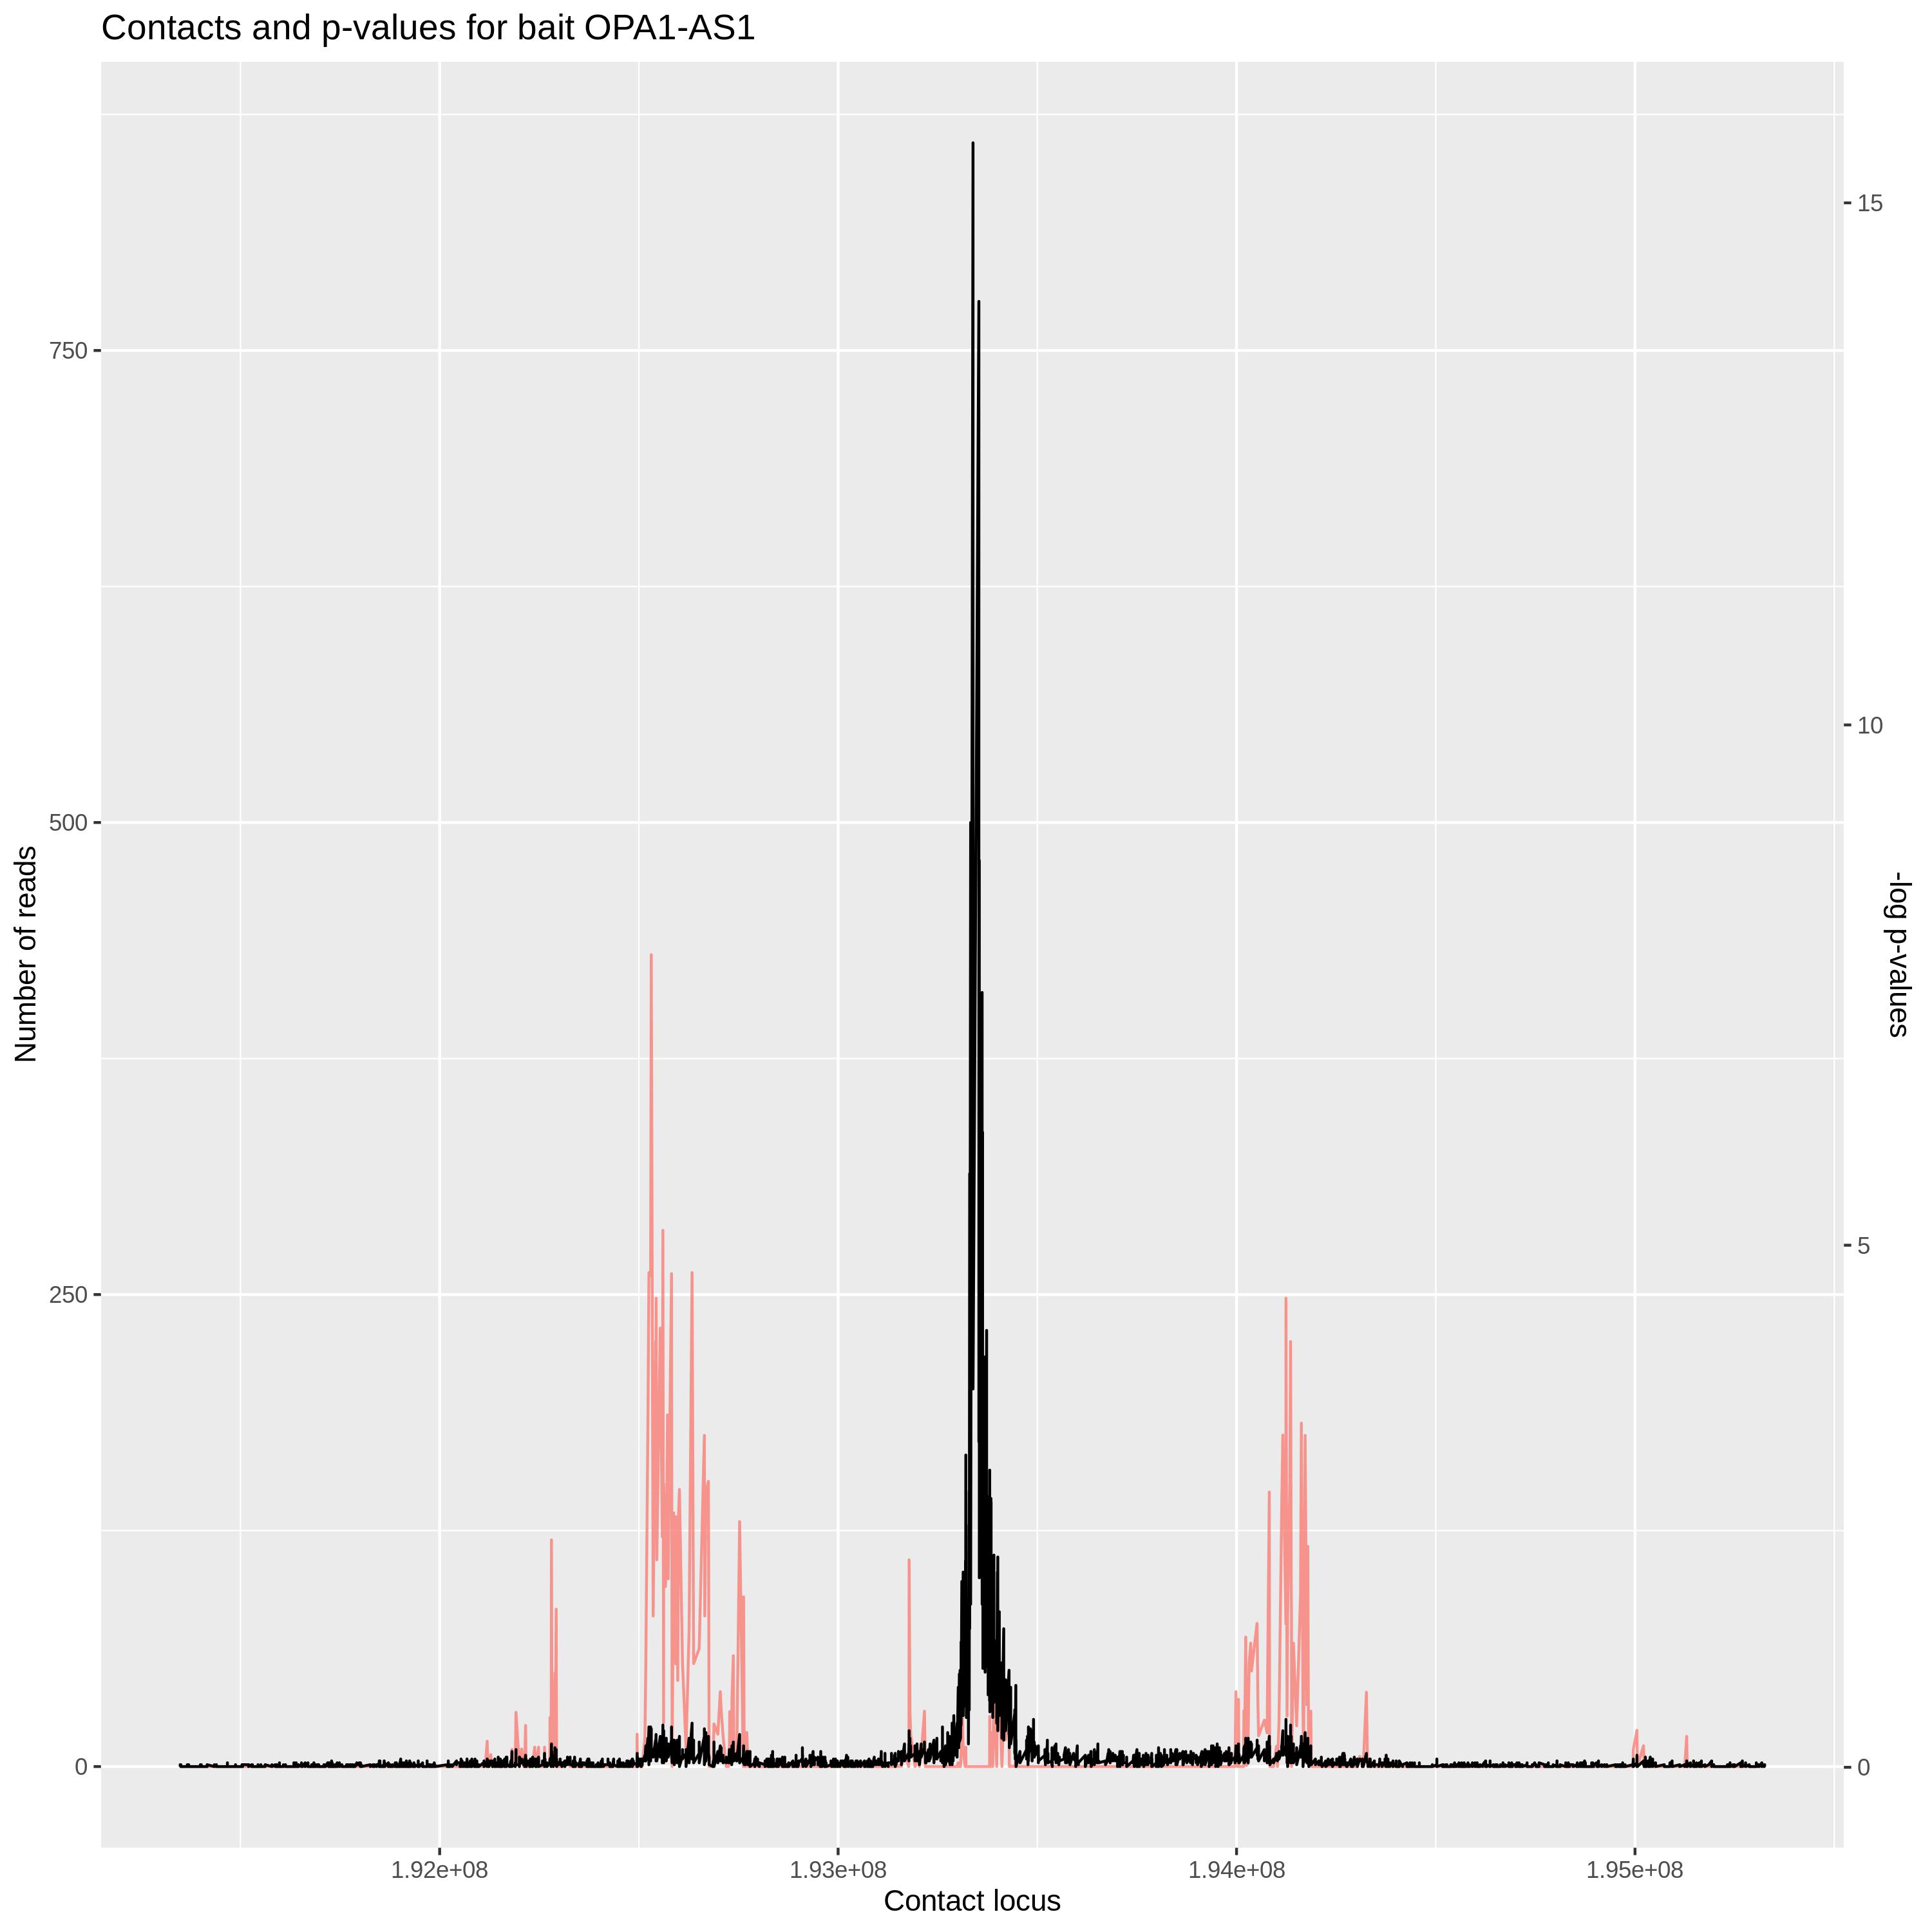 Contacts and p-values for bait OPA1-AS1
Number of reads
750
500
250
0
15
10
5
0
-log p-values
1.92e+08
1.93e+08
1.94e+08
1.95e+08
Contact locus